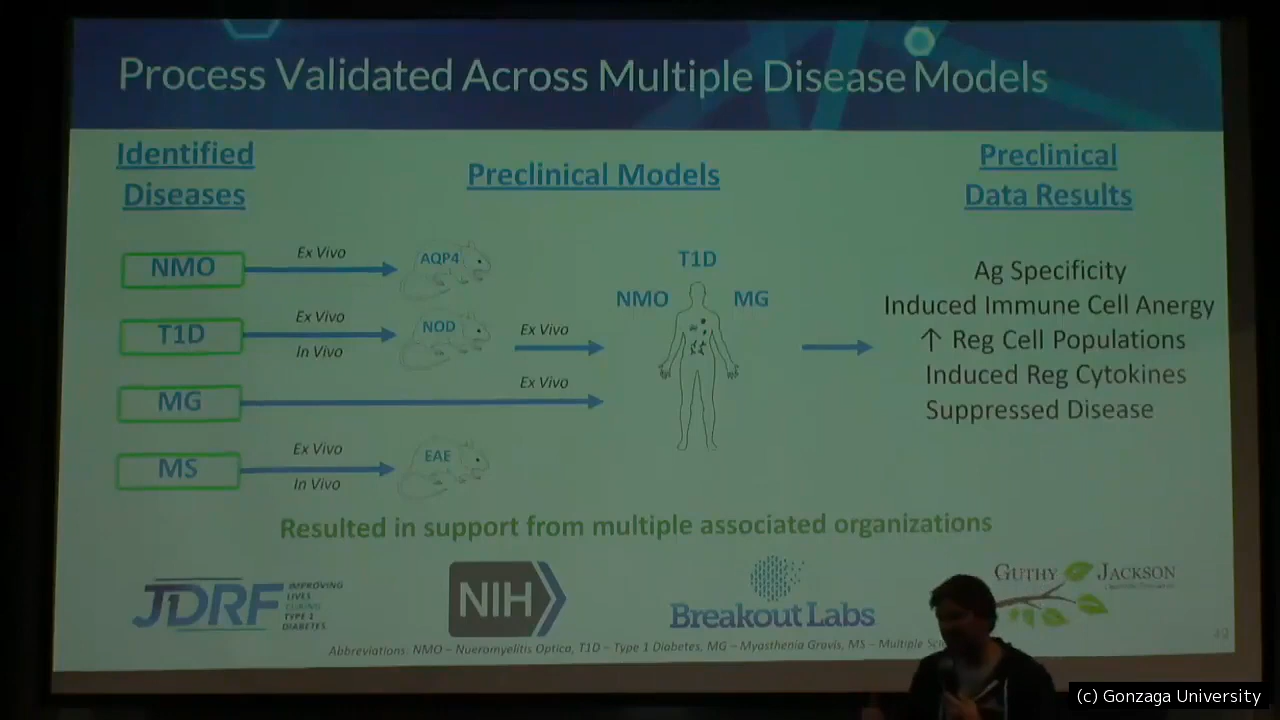 Process Validated Across Multiple Disease Models
Identified
Diseases
Preclinical Models
Preclinical
Data Results
NMO
Ex Vivo
AQP4
T1D
Ex Vivo
In Vivo
NOD
MG
Ex Vivo
Ex Vivo
MS
Ex Vivo
In Vivo
EAE
T1D
NMO
MG
Ag Specificity
Induced Immune Cell Anergy
↑ Reg Cell Populations
Induced Reg Cytokines
Suppressed Disease
Resulted in support from multiple associated organizations
JDRF
IMPROVING
LIVES
CURING
TYPE 1
DIABETES
NIH
Breakout Labs
GUTHY JACKSON
Abbreviations: NMO – Nueromyelitis Optica, T1D – Type 1 Diabetes, MG – Myasthenia Gravis, MS – Multiple
49
(c) Gonzaga University